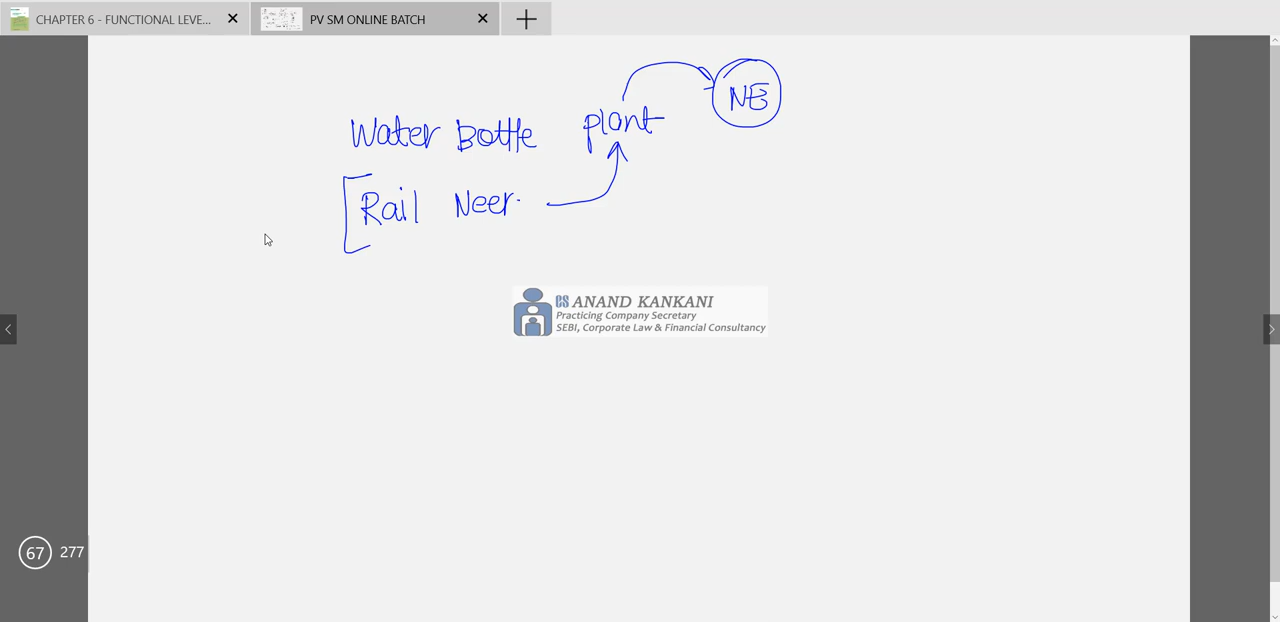 CHAPTER 6 - FUNCTIONAL LEVE...
PV SM ONLINE BATCH
NE
Water Bottle plant
Rail Neer.
CS ANAND KANKANI
Practicing Company Secretary
SEBI, Corporate Law & Financial Consultancy
67 277